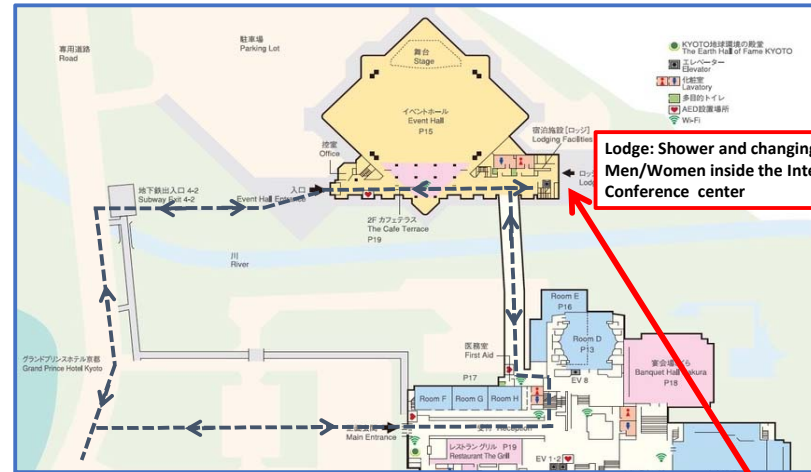 専用道路
Road
駐車場
Parking Lot
舞台
Stage
イベントホール
Event Hall
P15
控室
Office
宿泊施設 [ロッジ]
Lodging Facilities
KYOTO地球環境の殿堂
The Earth Hall of Fame KYOTO
エレベーター
Elevator
化粧室
Lavatory
多目的トイレ
AED設置場所
Wi-Fi
Lodge: Shower and changing
Men/Women inside the Inte
Conference center
ロッ
Lodg
地下鉄出入口 4-2
Subway Exit 4-2
入口
Event Hall Entrance
2F カフェテラス
The Cafe Terrace
P19
川
River
グランドプリンスホテル京都
Grand Prince Hotel Kyoto
医務室
First Aid
P17
Room E
P16
Room D
P13
EV 8
Banquet Hall Sakura
P18
Room F
Room G
Room H
Main Entrance
Reception
レストラン グリル P19
Restaurant The Grill
EV 1・2